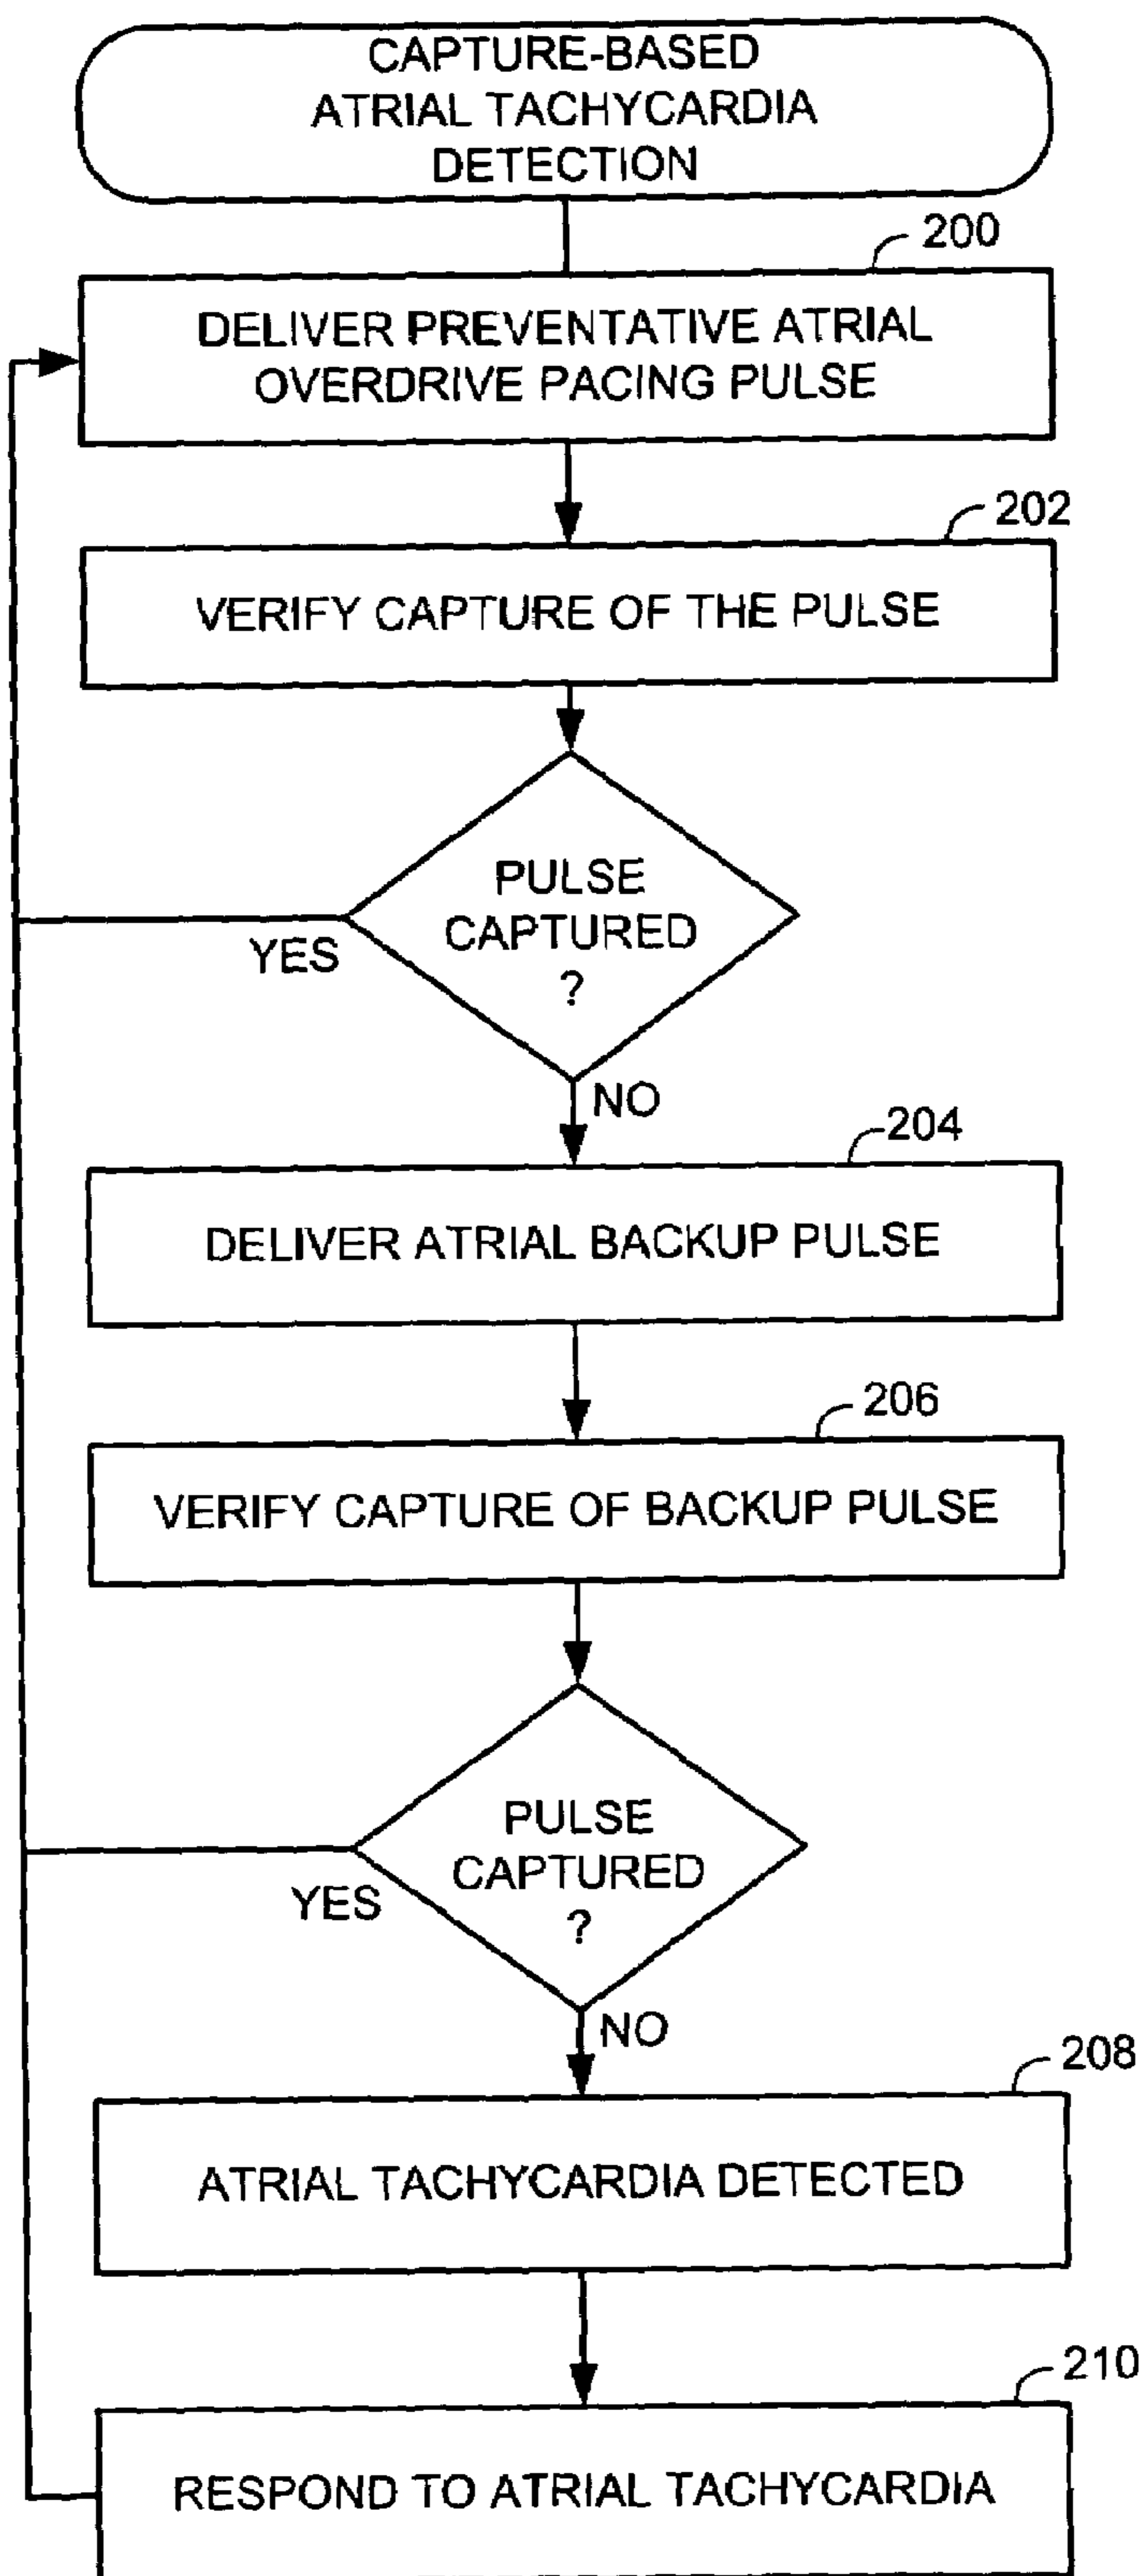 CAPTURE-BASED
ATRIAL TACHYCARDIA
DETECTION
200
DELIVER PREVENTATIVE ATRIAL
OVERDRIVE PACING PULSE
202
VERIFY CAPTURE OF THE PULSE
PULSE
CAPTURED
?
YES
NO
204
DELIVER ATRIAL BACKUP PULSE
206
VERIFY CAPTURE OF BACKUP PULSE
PULSE
CAPTURED
?
YES
NO
208
ATRIAL TACHYCARDIA DETECTED
210
RESPOND TO ATRIAL TACHYCARDIA